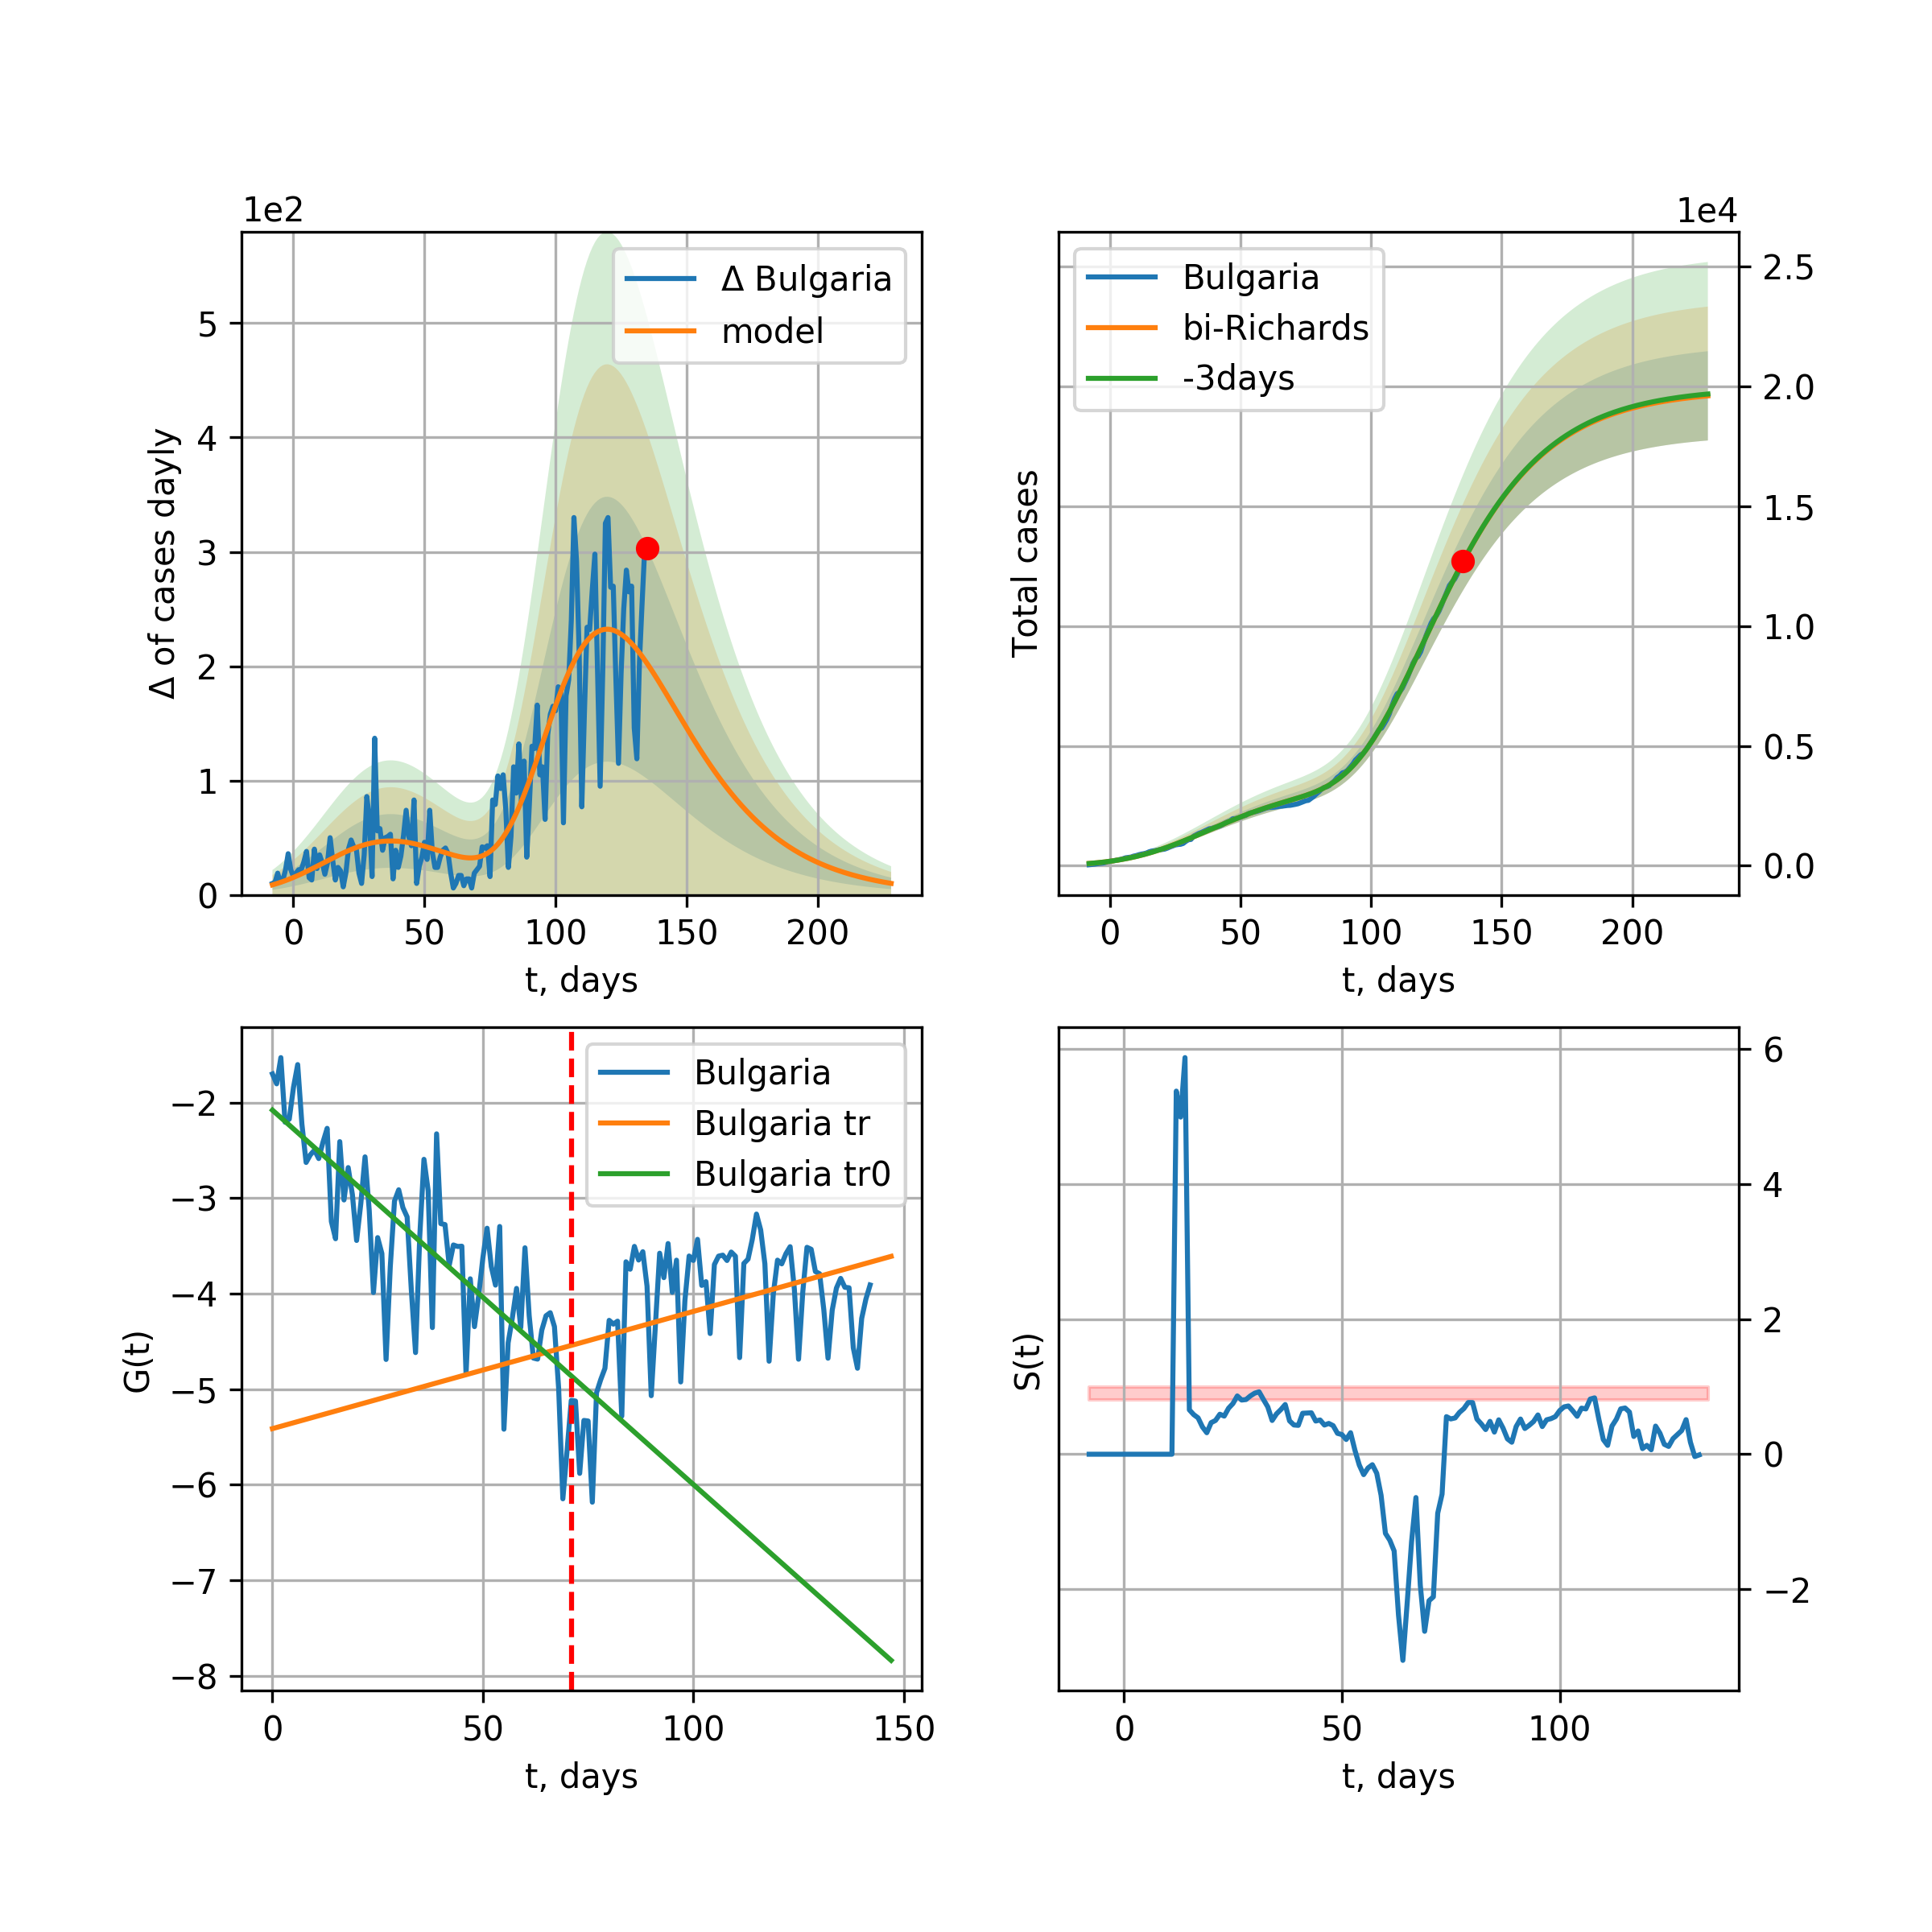 1e2
Δ Bulgaria
model
Δ of cases dayly
5
4
3
2
1
0
0 50 100 150 200
t, days
1e4
Bulgaria
bi-Richards
-3days
Total cases
2.5
2.0
1.5
1.0
0.5
0.0
0 50 100 150 200
t, days
Bulgaria
Bulgaria tr
Bulgaria tr0
G(t)
−2
−3
−4
−5
−6
−7
−8
0 50 100 150
t, days
S(t)
6
4
2
0
−2
0 50 100
t, days